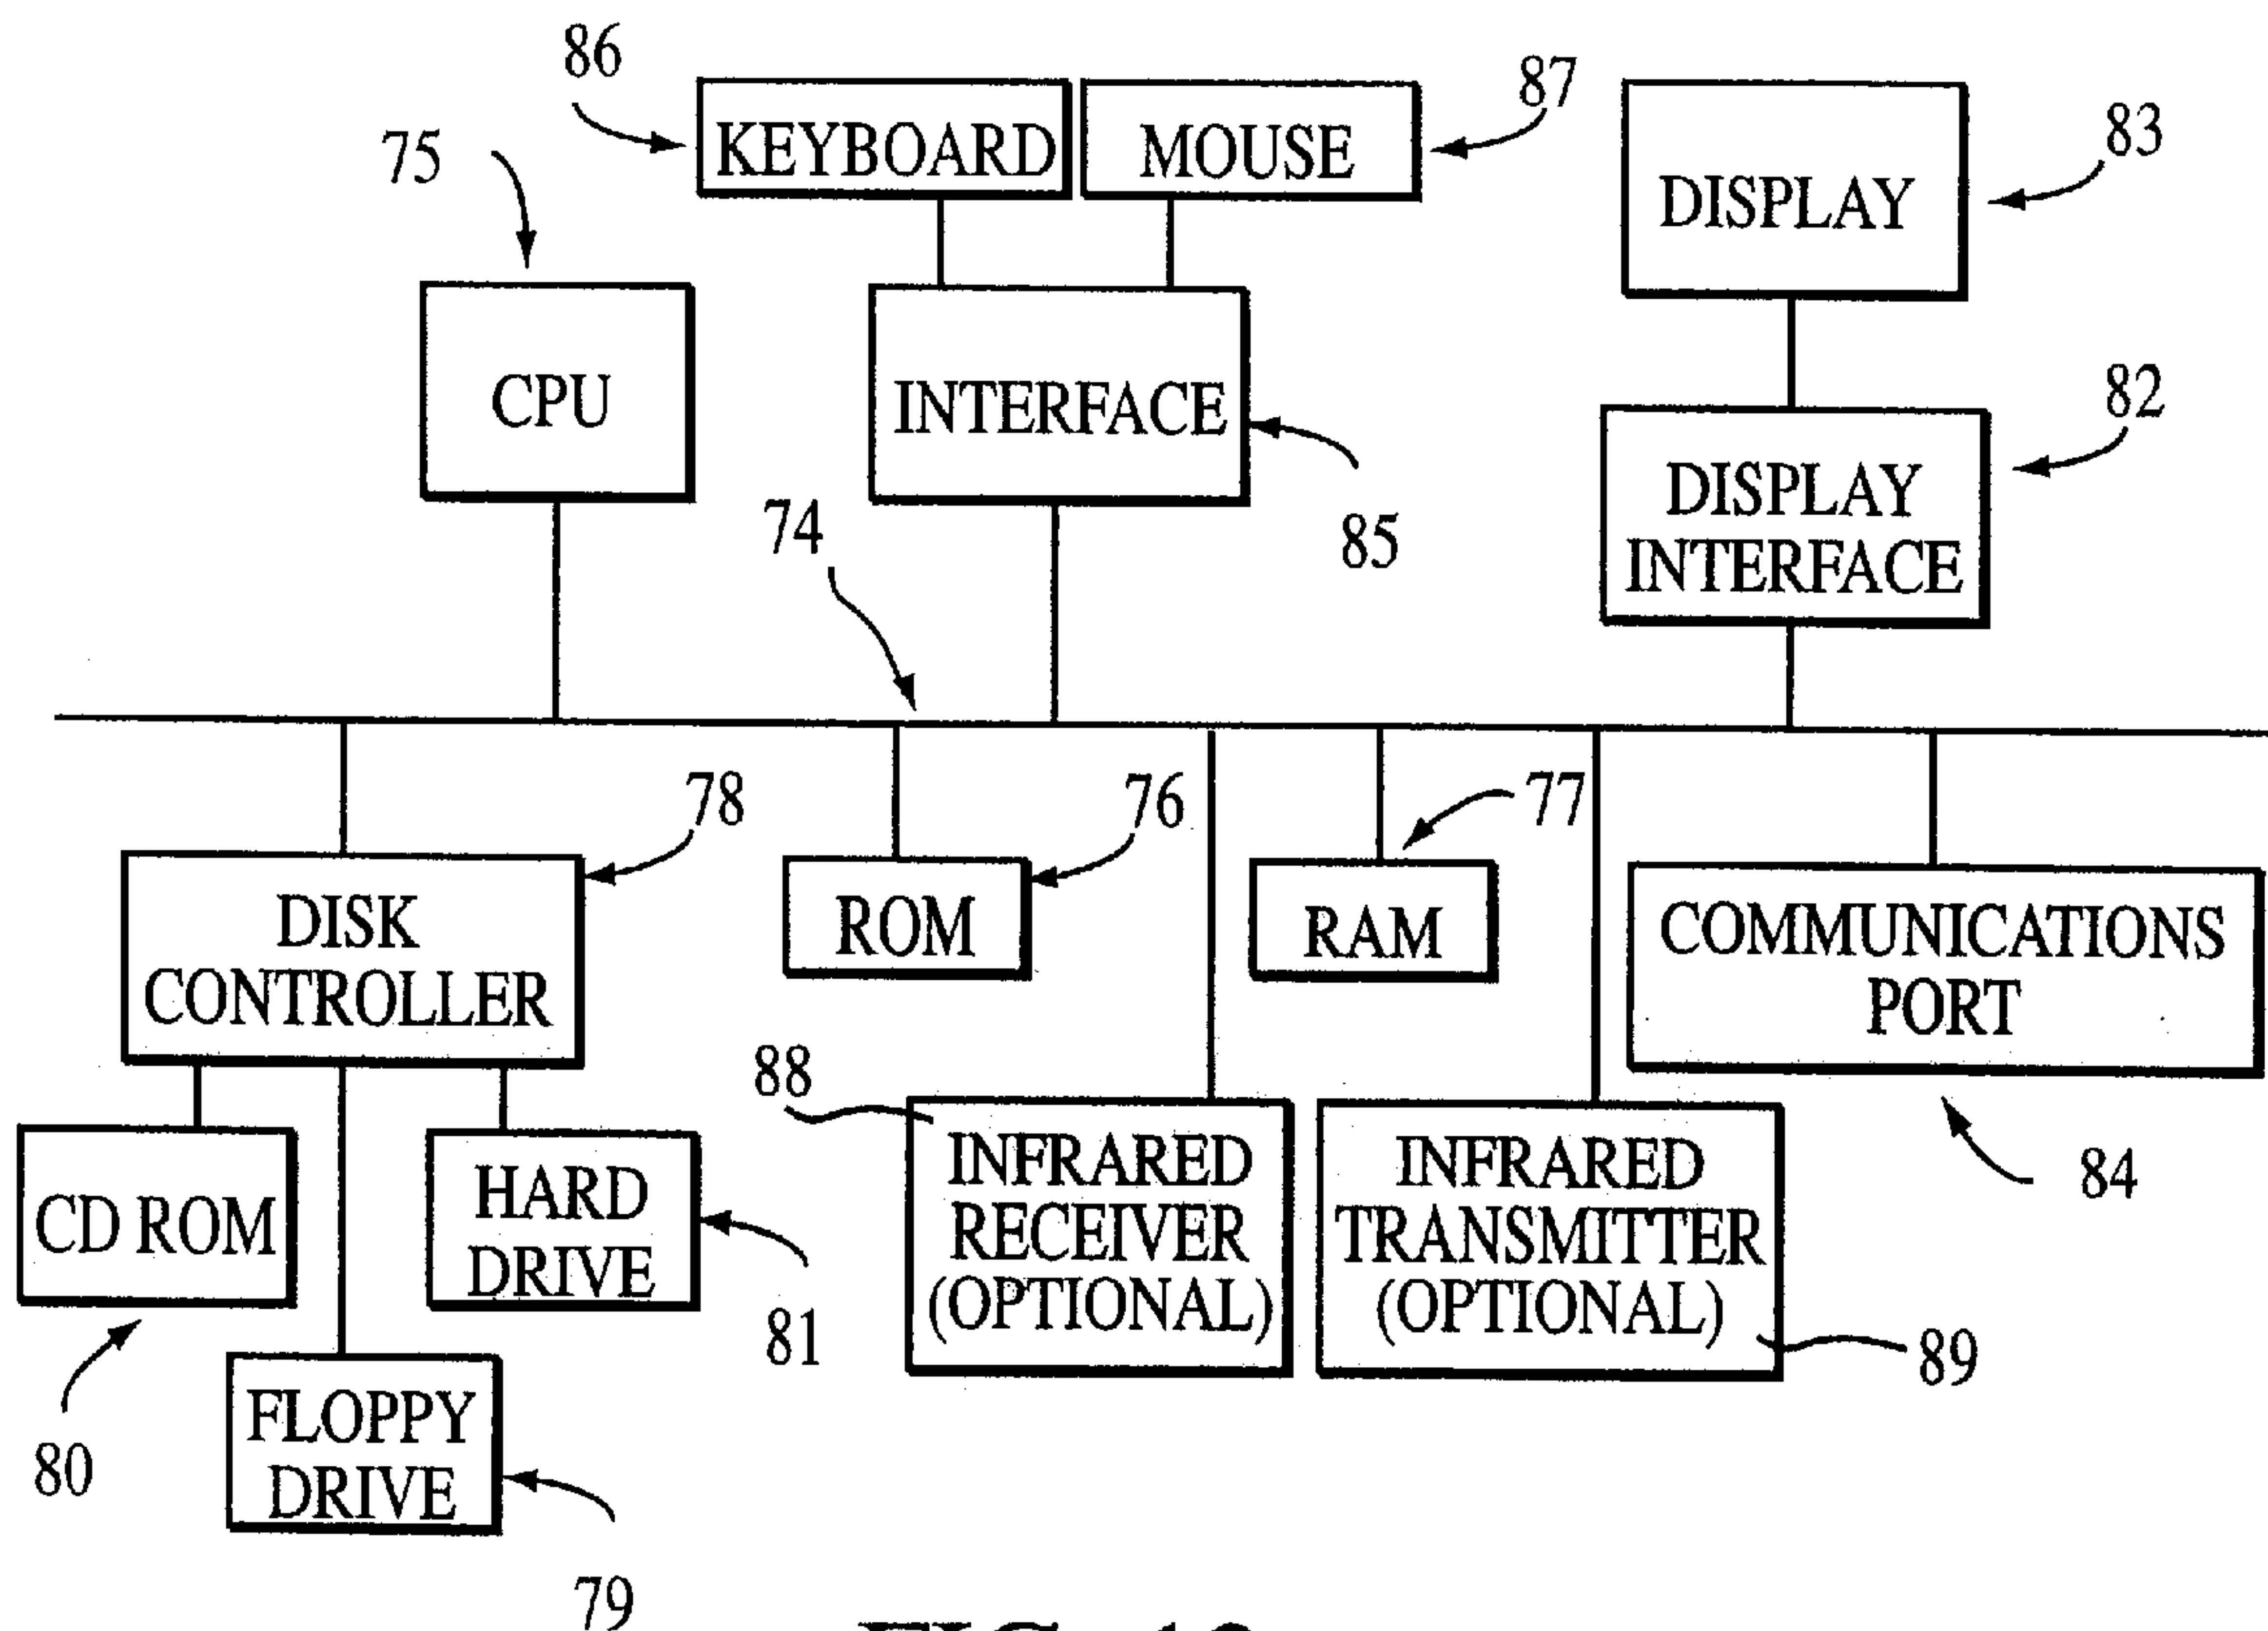 86
KEYBOARD
MOUSE
87
75
DISPLAY
83
CPU
INTERFACE
82
DISPLAY
INTERFACE
74
85
78
76
77
DISK
CONTROLLER
ROM
RAM
COMMUNICATIONS
PORT
88
CD ROM
HARD
DRIVE
INFRARED
RECEIVER
(OPTIONAL)
INFRARED
TRANSMITTER
(OPTIONAL)
84
81
89
80
FLOPPY
DRIVE
79